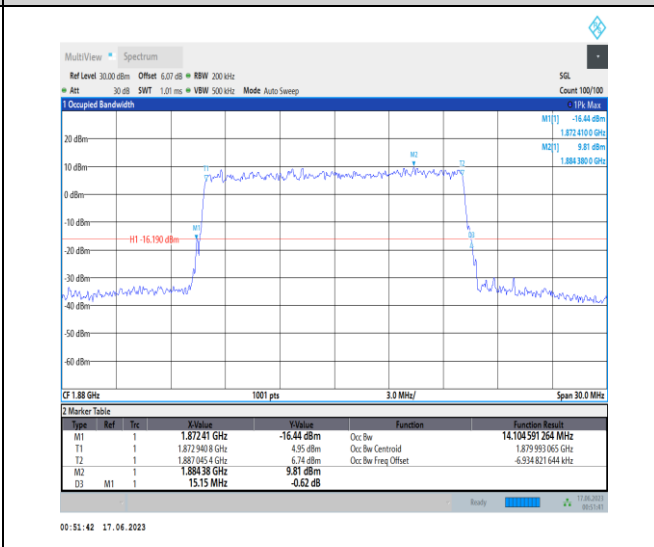 MultiView Spectrum
Ref Level 30.00 dBm Offset 6.07 dB RBW 200 kHz SGL
Att 30 dB SWT 1.01 ms VBW 500 kHz Mode Auto Sweep Count 100/100
1 Occupied Bandwidth 1Pk Max
M1[1] -16.44 dBm
1.872 410 0 GHz
M2[1] 9.81 dBm
1.884 380 0 GHz
20 dBm
10 dBm
0 dBm
-10 dBm
-20 dBm
-30 dBm
-40 dBm
-50 dBm
-60 dBm
T1
M2
T2
M1
H1 -16.190 dBm
D3
CF 1.88 GHz 1001 pts 3.0 MHz/ Span 30.0 MHz
2 Marker Table
Type Ref Trc X-Value Y-Value Function Function Result
M1 1 1.87241 GHz -16.44 dBm Occ Bw 14.104 591 264 MHz
T1 1 1.872 940 8 GHz 4.95 dBm Occ Bw Centroid 1.879 993 065 GHz
T2 1 1.887 045 4 GHz 6.74 dBm Occ Bw Freq Offset -6.934 821 644 kHz
M2 1 1.884 38 GHz 9.81 dBm
D3 M1 1 15.15 MHz -0.62 dB
Ready 17.06.2023
00:51:41
00:51:42 17.06.2023